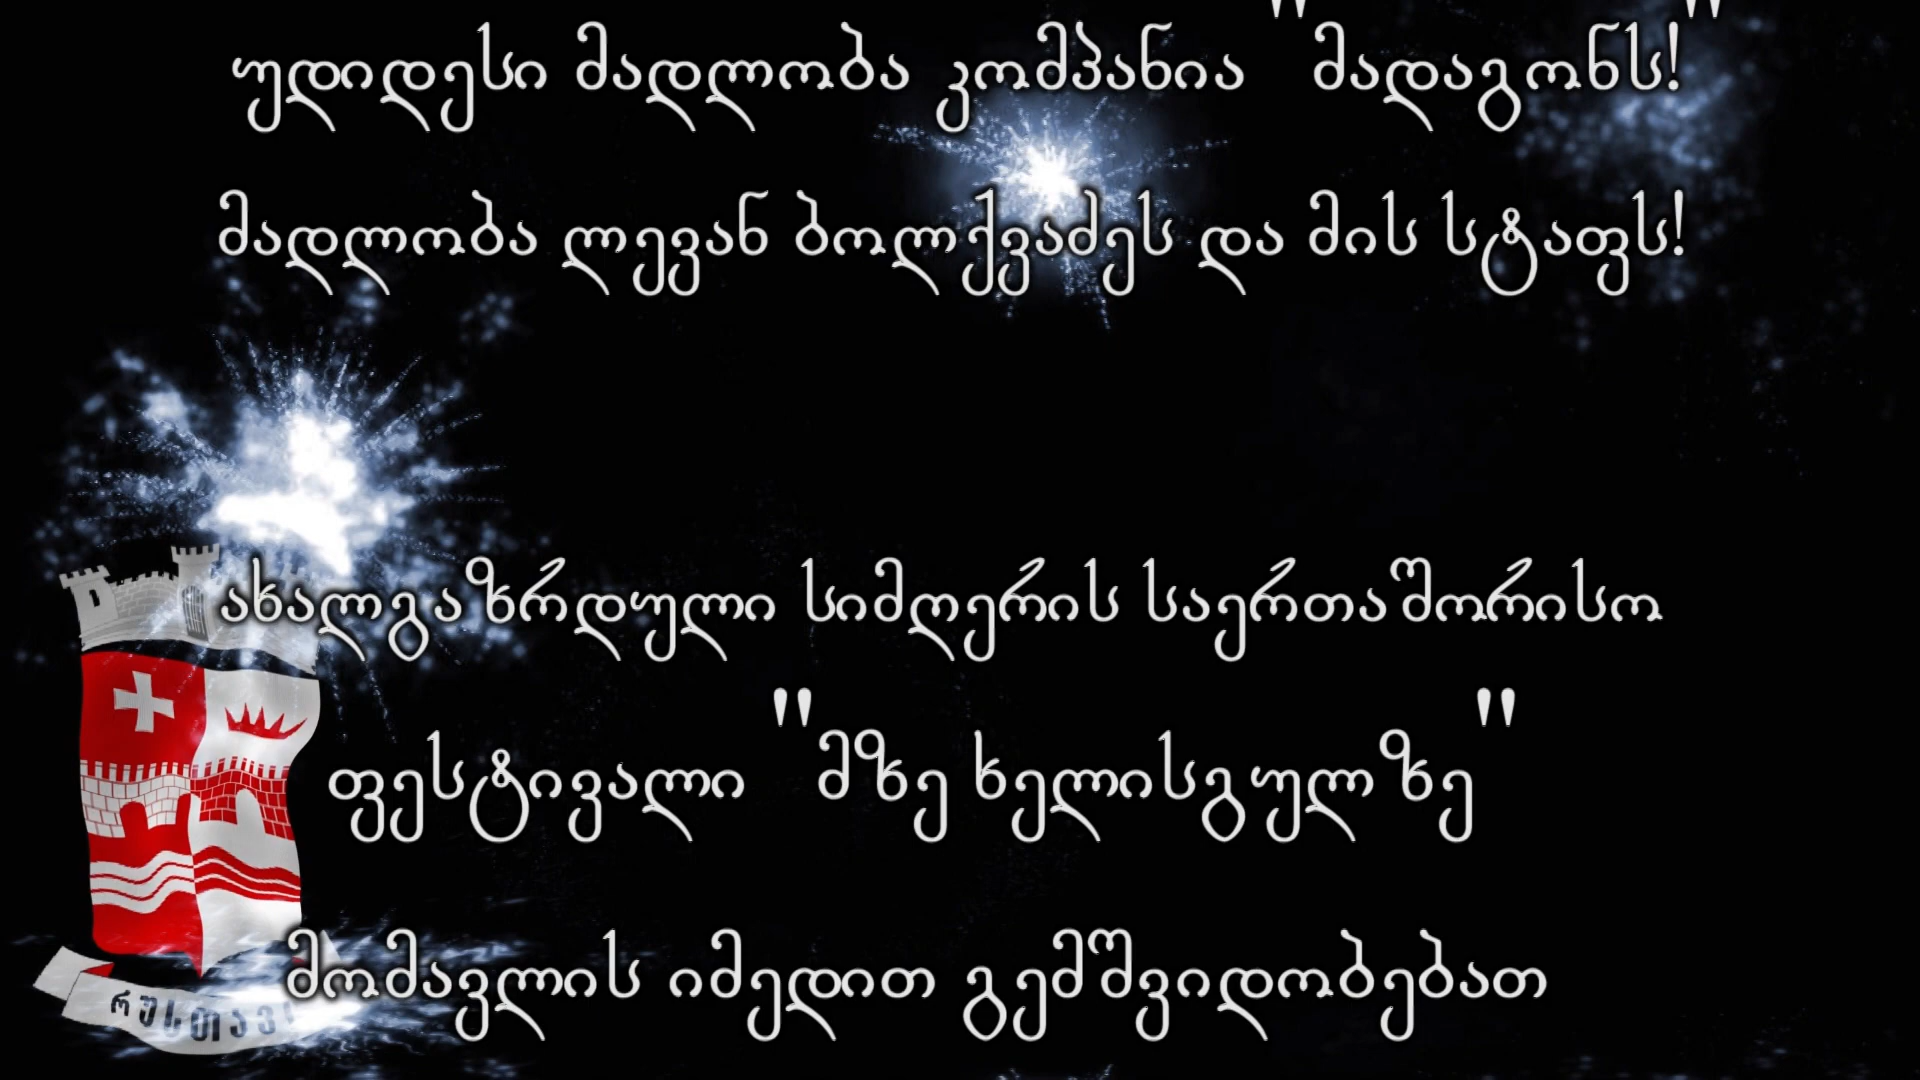 უდიდესი მადლობა კომპანია "მადაგონს!"
მადლობა ლევან ბოლქვაძეს და მის სტაფს!
ახალგაზრდული სიმღერის საერთაშორისო
ფესტივალი "მზე ხელისგულზე"
მომავლის იმედით გემშვიდობებათ
რუსთავი